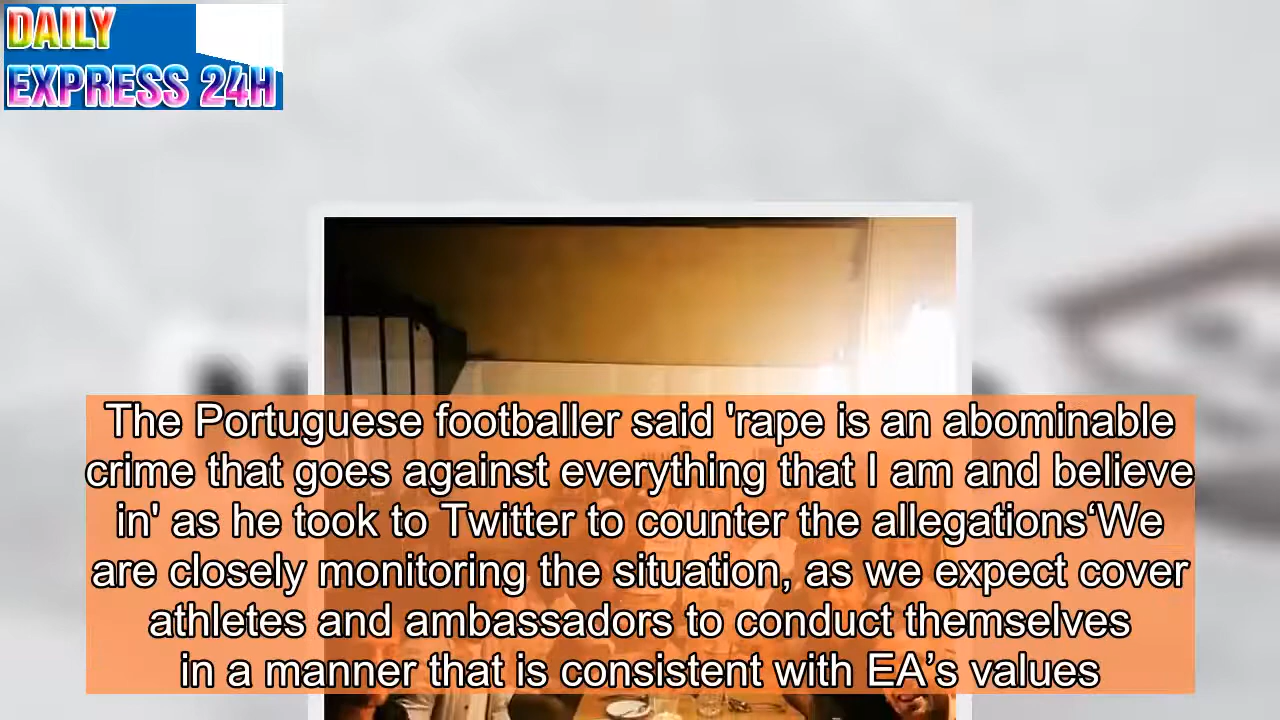 DAILY
EXPRESS 24H
The Portuguese footballer said 'rape is an abominable
crime that goes against everything that I am and believe
in' as he took to Twitter to counter the allegations‘We
are closely monitoring the situation, as we expect cover
athletes and ambassadors to conduct themselves
in a manner that is consistent with EA’s values